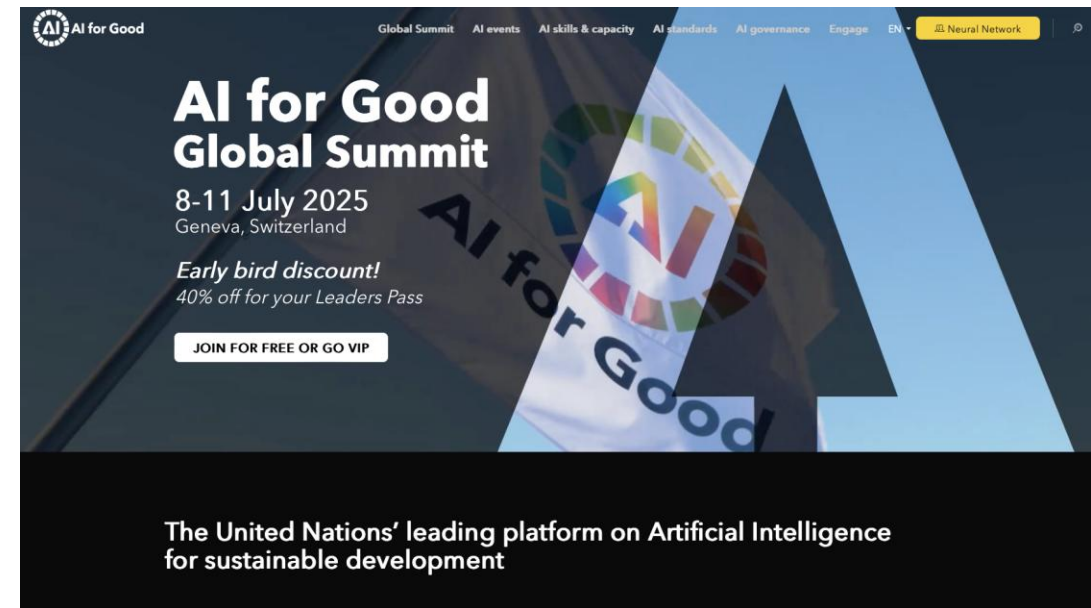 AI AI for Good
Global Summit AI events AI skills & capacity AI standards AI governance Engage EN Neural Network
AI for Good
Global Summit
8-11 July 2025
Geneva, Switzerland
Early bird discount!
40% off for your Leaders Pass
JOIN FOR FREE OR GO VIP
AI
AI for Good
The United Nations’ leading platform on Artificial Intelligence
for sustainable development